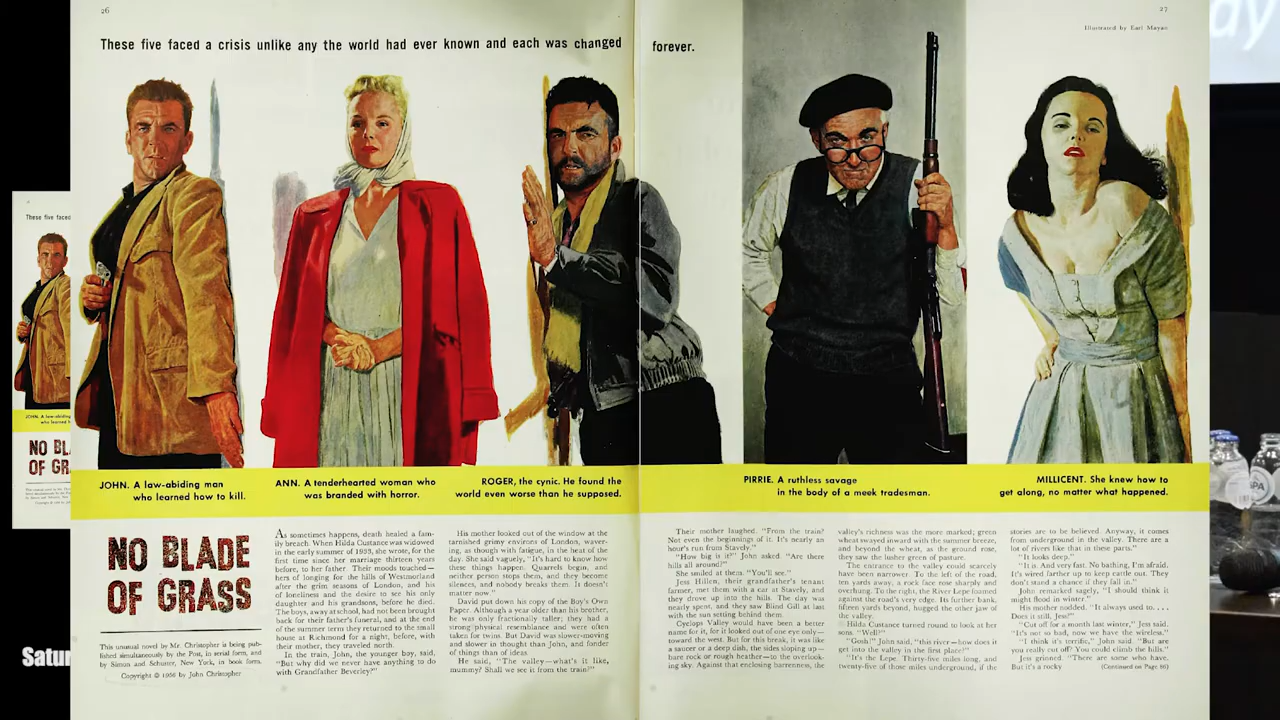 26
27
Illustrated by Earl Mayan
These five faced a crisis unlike any the world had ever known and each was changed forever.
JOHN. A law-abiding man
who learned how to kill.
ANN. A tenderhearted woman who
was branded with horror.
ROGER, the cynic. He found the
world even worse than he supposed.
PIRRIE. A ruthless savage
in the body of a meek tradesman.
MILLICENT. She knew how to
get along, no matter what happened.
NO BLADE
OF GRASS
This unusual novel by Mr. Christopher is being pub-
lished simultaneously by the Post, in serial form, and
by Simon and Schuster, New York, in book form.
Copyright © 1956 by John Christopher
As sometimes happens, death healed a fam-
ily breach. When Hilda Custance was widowed
in the early summer of 1933, she wrote, for the
first time since her marriage thirteen years
before, to her father. Their moods touched—
hers of longing for the hills of Westmorland
after the grim seasons of London, and his
of loneliness and the desire to see his only
daughter and his grandsons, before he died.
The boys, away at school, had not been brought
back for their father's funeral, and at the end
of the summer term they returned to the small
house at Richmond for a night, before, with
their mother, they traveled north.
In the train, John, the younger boy, said,
"But why did we never have anything to do
with Grandfather Beverley?"
His mother looked out of the window at the
tarnished grimy environs of London, waver-
ing, as though with fatigue, in the heat of the
day. She said vaguely, "It's hard to know how
these things happen. Quarrels begin, and
neither person stops them, and they become
silences, and nobody breaks them. It doesn't
matter now."
David put down his copy of the Boy's Own
Paper. Although a year older than his brother,
he was only fractionally taller; they had a
strong physical resemblance and were often
taken for twins. But David was slower-moving
and slower in thought than John, and fonder
of things than of ideas.
He said, "The valley—what's it like,
mummy? Shall we see it from the train?"
Their mother laughed. "From the train?
Not even the beginnings of it. It's nearly an
hour's run from Stavely."
"How big is it?" John asked. "Are there
hills all around?"
She smiled at them. "You'll see."
Jess Hillen, their grandfather's tenant
farmer, met them with a car at Stavely, and
they drove up into the hills. The day was
nearly spent, and they saw Blind Gill at last
with the sun setting behind them.
Cyclops Valley would have been a better
name for it, for it looked out of one eye only—
toward the west. But for this break, it was like
a saucer or a deep dish, the sides sloping up—
bare rock or rough heather—to the overlook-
ing sky. Against that enclosing barrenness, the
valley's richness was the more marked; green
wheat swayed inward with the summer breeze,
and beyond the wheat, as the ground rose,
they saw the lusher green of pasture.
The entrance to the valley could scarcely
have been narrower. To the left of the road,
ten yards away, a rock face rose sharply and
overhung. To the right, the River Lepe foamed
against the road's very edge. Its further bank,
fifteen yards beyond, hugged the other jaw of
the valley.
Hilda Custance turned round to look at her
sons. "Well?"
"Gosh!" John said, "this river—how does it
get into the valley in the first place?"
"It's the Lepe. Thirty-five miles long, and
twenty-five of those miles underground, if the
stories are to be believed. Anyway, it comes
from underground in the valley. There are a
lot of rivers like that in these parts."
"It looks deep."
"It is. And very fast. No bathing, I'm afraid.
It's wired farther up to keep cattle out. They
don't stand a chance if they fall in."
John remarked sagely, "I should think it
might flood in winter."
His mother nodded. "It always used to. . . .
Does it still, Jess?"
"Cut off for a month last winter," Jess said.
"It's not so bad, now we have the wireless."
"I think it's terrible," John said. "But are
you really cut off? You could climb the hills."
Jess grinned. "There are some who have.
But it's a rocky
(Continued on Page 86)
These five faced
JOHN. A law-abiding
who learned h
NO BL
OF GR
Satur
dy
IPA